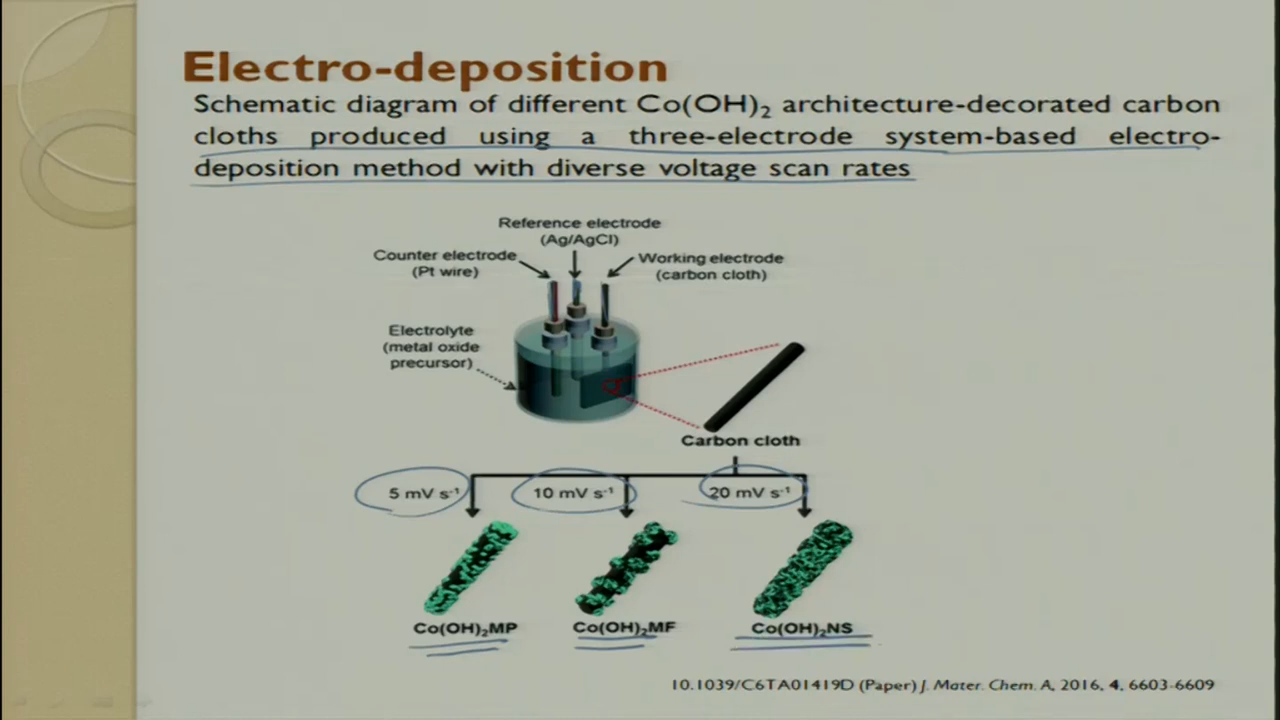 Electro-deposition
Schematic diagram of different Co(OH)₂ architecture-decorated carbon
cloths produced using a three-electrode system-based electro-
deposition method with diverse voltage scan rates
Reference electrode
(Ag/AgCl)
Counter electrode
(Pt wire)
Working electrode
(carbon cloth)
Electrolyte
(metal oxide
precursor)
Carbon cloth
5 mV s⁻¹
10 mV s⁻¹
20 mV s⁻¹
Co(OH)₂MP
Co(OH)₂MF
Co(OH)₂NS
10.1039/C6TA01419D (Paper) J. Mater. Chem. A, 2016, 4, 6603-6609